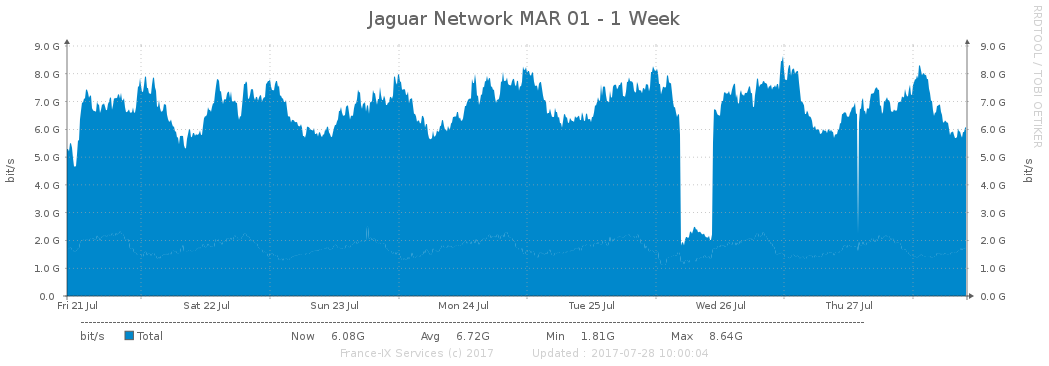 Jaguar Network MAR 01 - 1 Week
RRDTOOL / TOBI OETIKER
bit/s
9.0 G
8.0 G
7.0 G
6.0 G
5.0 G
4.0 G
3.0 G
2.0 G
1.0 G
0.0
9.0 G
8.0 G
7.0 G
6.0 G
5.0 G
4.0 G
3.0 G
2.0 G
1.0 G
0.0 G
bit/s
Fri 21 Jul Sat 22 Jul Sun 23 Jul Mon 24 Jul Tue 25 Jul Wed 26 Jul Thu 27 Jul
bit/s Total Now 6.08G Avg 6.72G Min 1.81G Max 8.64G
France-IX Services (c) 2017 Updated : 2017-07-28 10:00:04